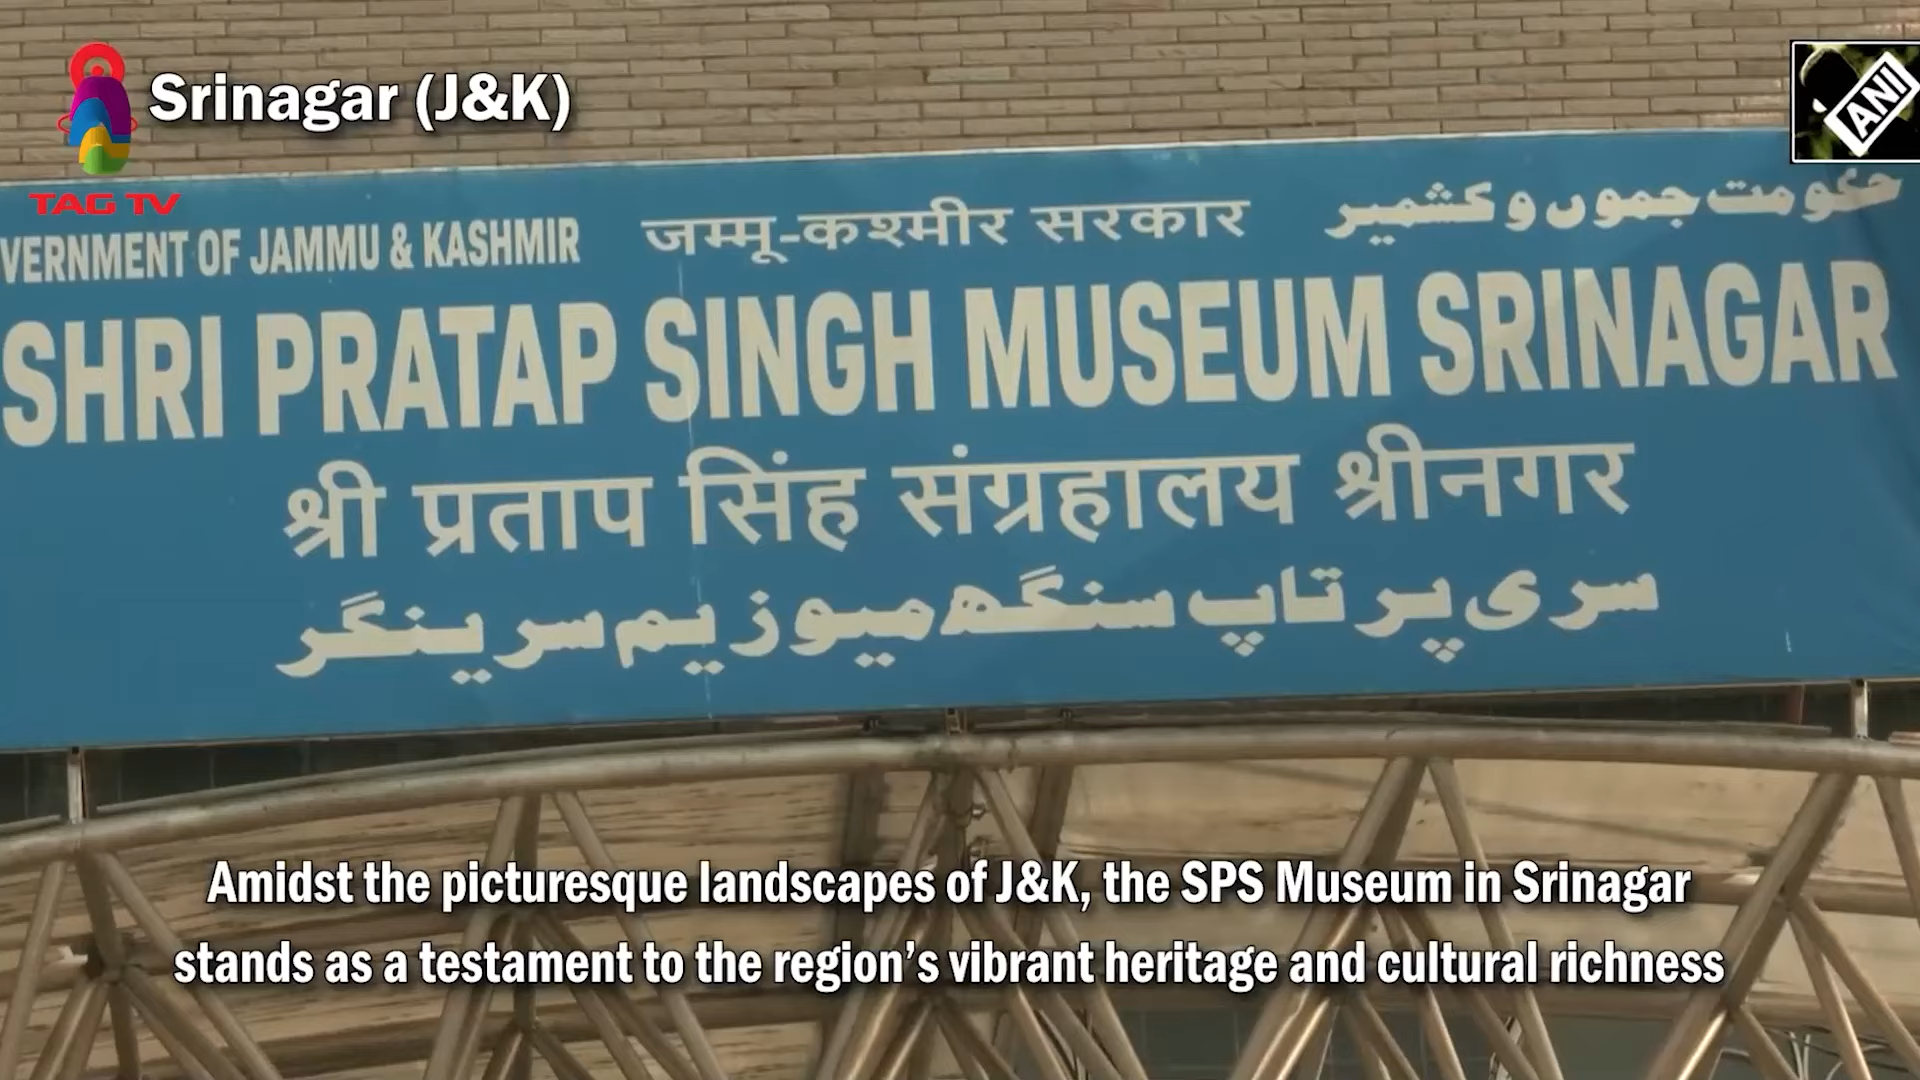 Srinagar (J&K)
TAG TV
ANI
VERNMENT OF JAMMU & KASHMIR जम्मू-कश्मीर सरकार حکومت جموں و کشمیر
SHRI PRATAP SINGH MUSEUM SRINAGAR
श्री प्रताप सिंह संग्रहालय श्रीनगर
سری پرتاپ سنگھ میوزیم سرینگر
Amidst the picturesque landscapes of J&K, the SPS Museum in Srinagar
stands as a testament to the region’s vibrant heritage and cultural richness